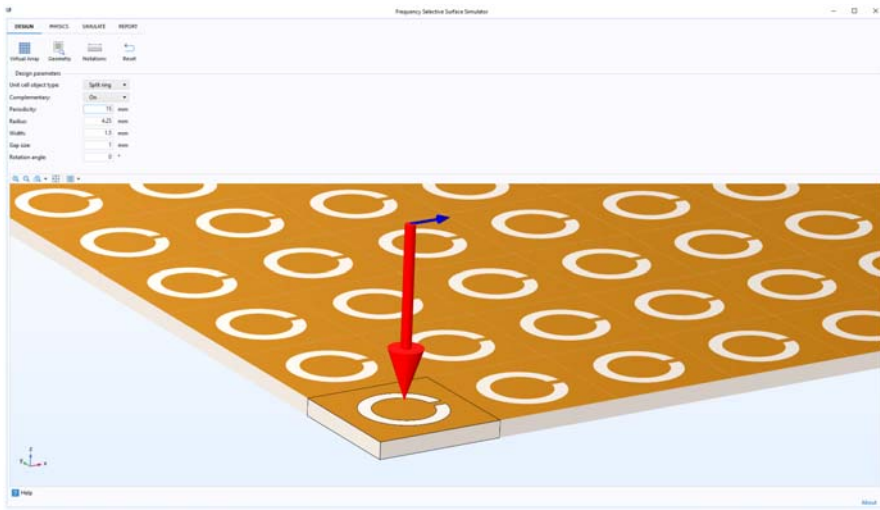 Frequency Selective Surface Simulator
DESIGN PHYSICS SIMULATE REPORT
Virtual Array Geometry Notations Reset
Design parameters
Unit cell object type: Split ring
Complementary: On
Periodicity: 15 mm
Radius: 4.25 mm
Width: 1.5 mm
Gap size: 1 mm
Rotation angle: 0 °
z
y x
Help
About